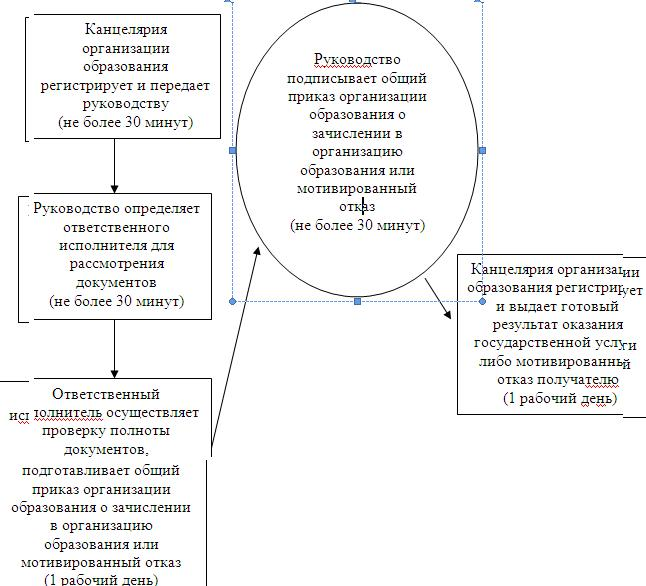 Канцелярия
организации
образования
регистрирует и передает
руководству
(не более 30 минут)
Руководство определяет
ответственного
исполнителя для
рассмотрения
документов
(не более 30 минут)
Ответственный
исполнитель осуществляет
проверку полноты
документов,
подготавливает общий
приказ организации
образования о зачислении
в организацию
образования или
мотивированный отказ
(1 рабочий день)
Руководство
подписывает общий
приказ организации
образования о
зачислении в
организацию
образования или
мотивированный
отказ
(не более 30 минут)
Канцелярия организации
образования регистрирует
и выдает готовый
результат оказания
государственной услуги
либо мотивированный
отказ получателю
(1 рабочий день)